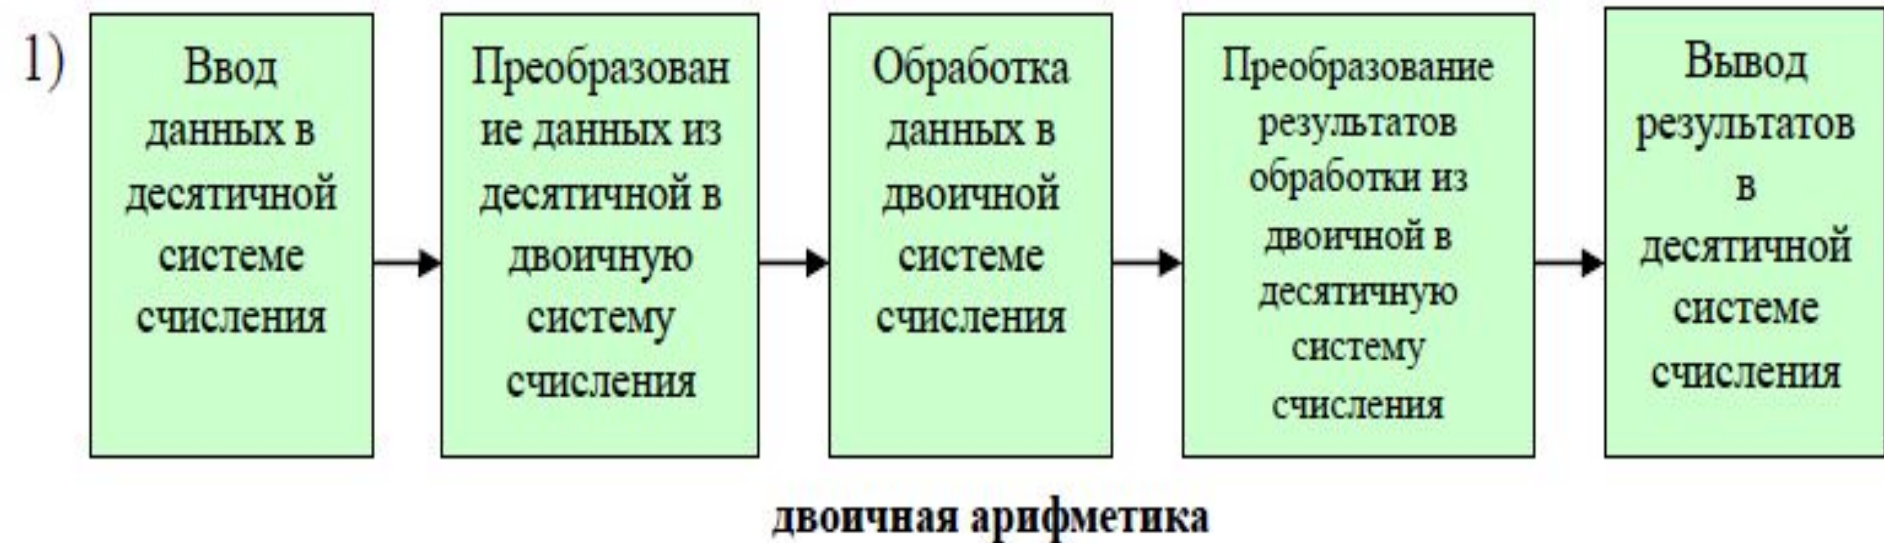 1)
Ввод
данных в
десятичной
системе
счисления
Преобразован
ие данных из
десятичной в
двоичную
систему
счисления
Обработка
данных в
двоичной
системе
счисления
Преобразование
результатов
обработки из
двоичной в
десятичную
систему
счисления
Вывод
результатов
в
десятичной
системе
счисления
двоичная арифметика